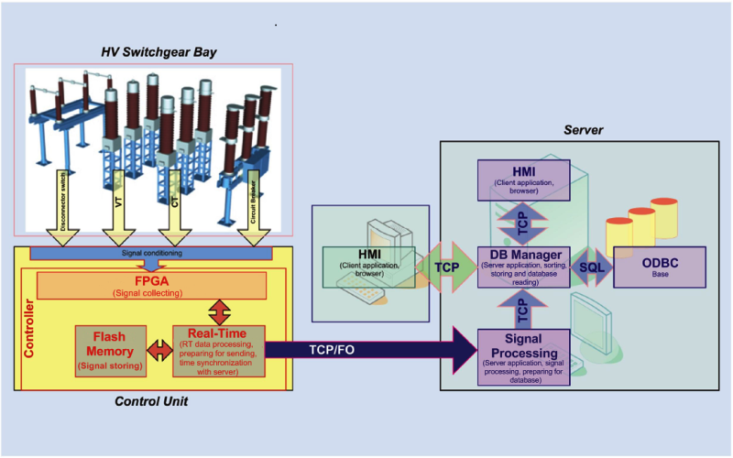 HV Switchgear Bay
Disconnector switch
VT
CT
Circuit Breaker
Signal conditioning
Controller
FPGA
(Signal collecting)
Flash
Memory
(Signal storing)
Real-Time
(RT data processing,
preparing for sending,
time synchronization
with server)
Control Unit
TCP/FO
HMI
(Client application,
browser)
TCP
Server
HMI
(Client application,
browser)
TCP
DB Manager
(Server application, sorting,
storing and database
reading)
SQL
ODBC
Base
TCP
Signal
Processing
(Server application, signal
processing, preparing for
database)